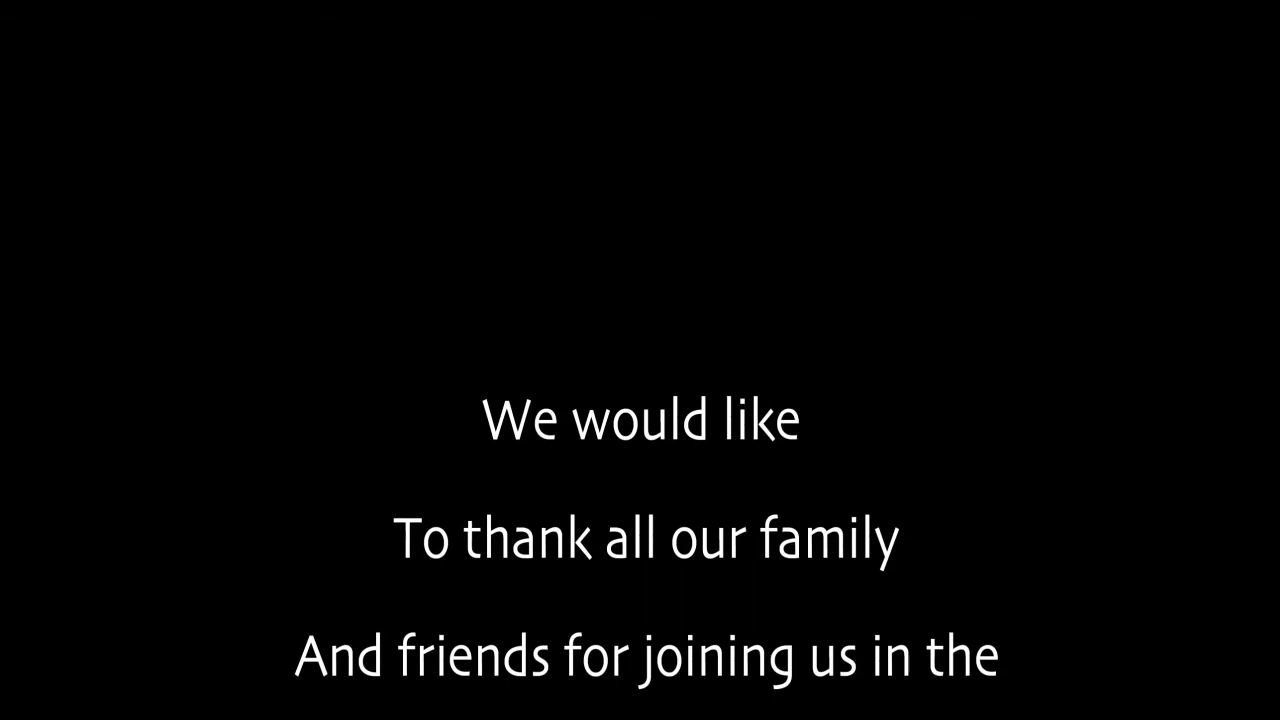 We would like
To thank all our family
And friends for joining us in the